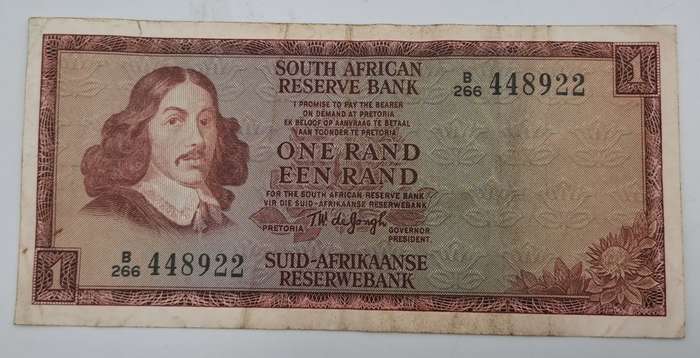 SOUTH AFRICAN
RESERVE BANK
B/266 448922
1
I PROMISE TO PAY THE BEARER
ON DEMAND AT PRETORIA
EK BELOOF OP AANVRAAG TE BETAAL
AAN TOONDER TE PRETORIA
ONE RAND
EEN RAND
FOR THE SOUTH AFRICAN RESERVE BANK
VIR DIE SUID-AFRIKAANSE RESERWEBANK
T.W. de Jongh
PRETORIA
GOVERNOR
PRESIDENT.
B/266 448922
SUID-AFRIKAANSE
RESERWEBANK
1